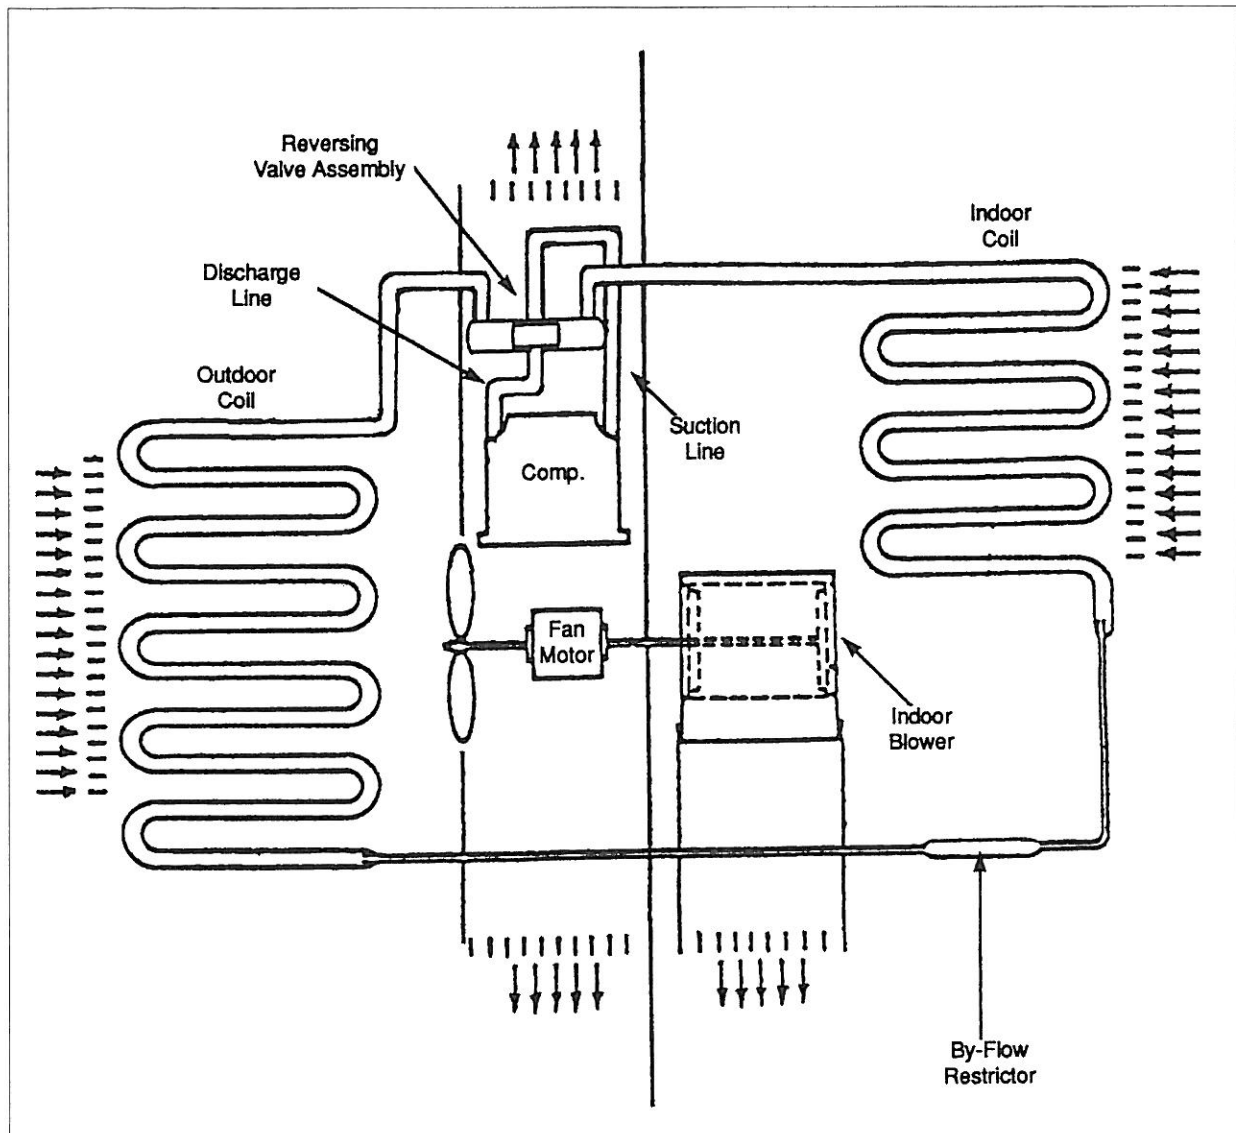 Reversing
Valve Assembly
Indoor
Coil
Discharge
Line
Outdoor
Coil
Suction
Line
Comp.
Fan
Motor
Indoor
Blower
By-Flow
Restrictor